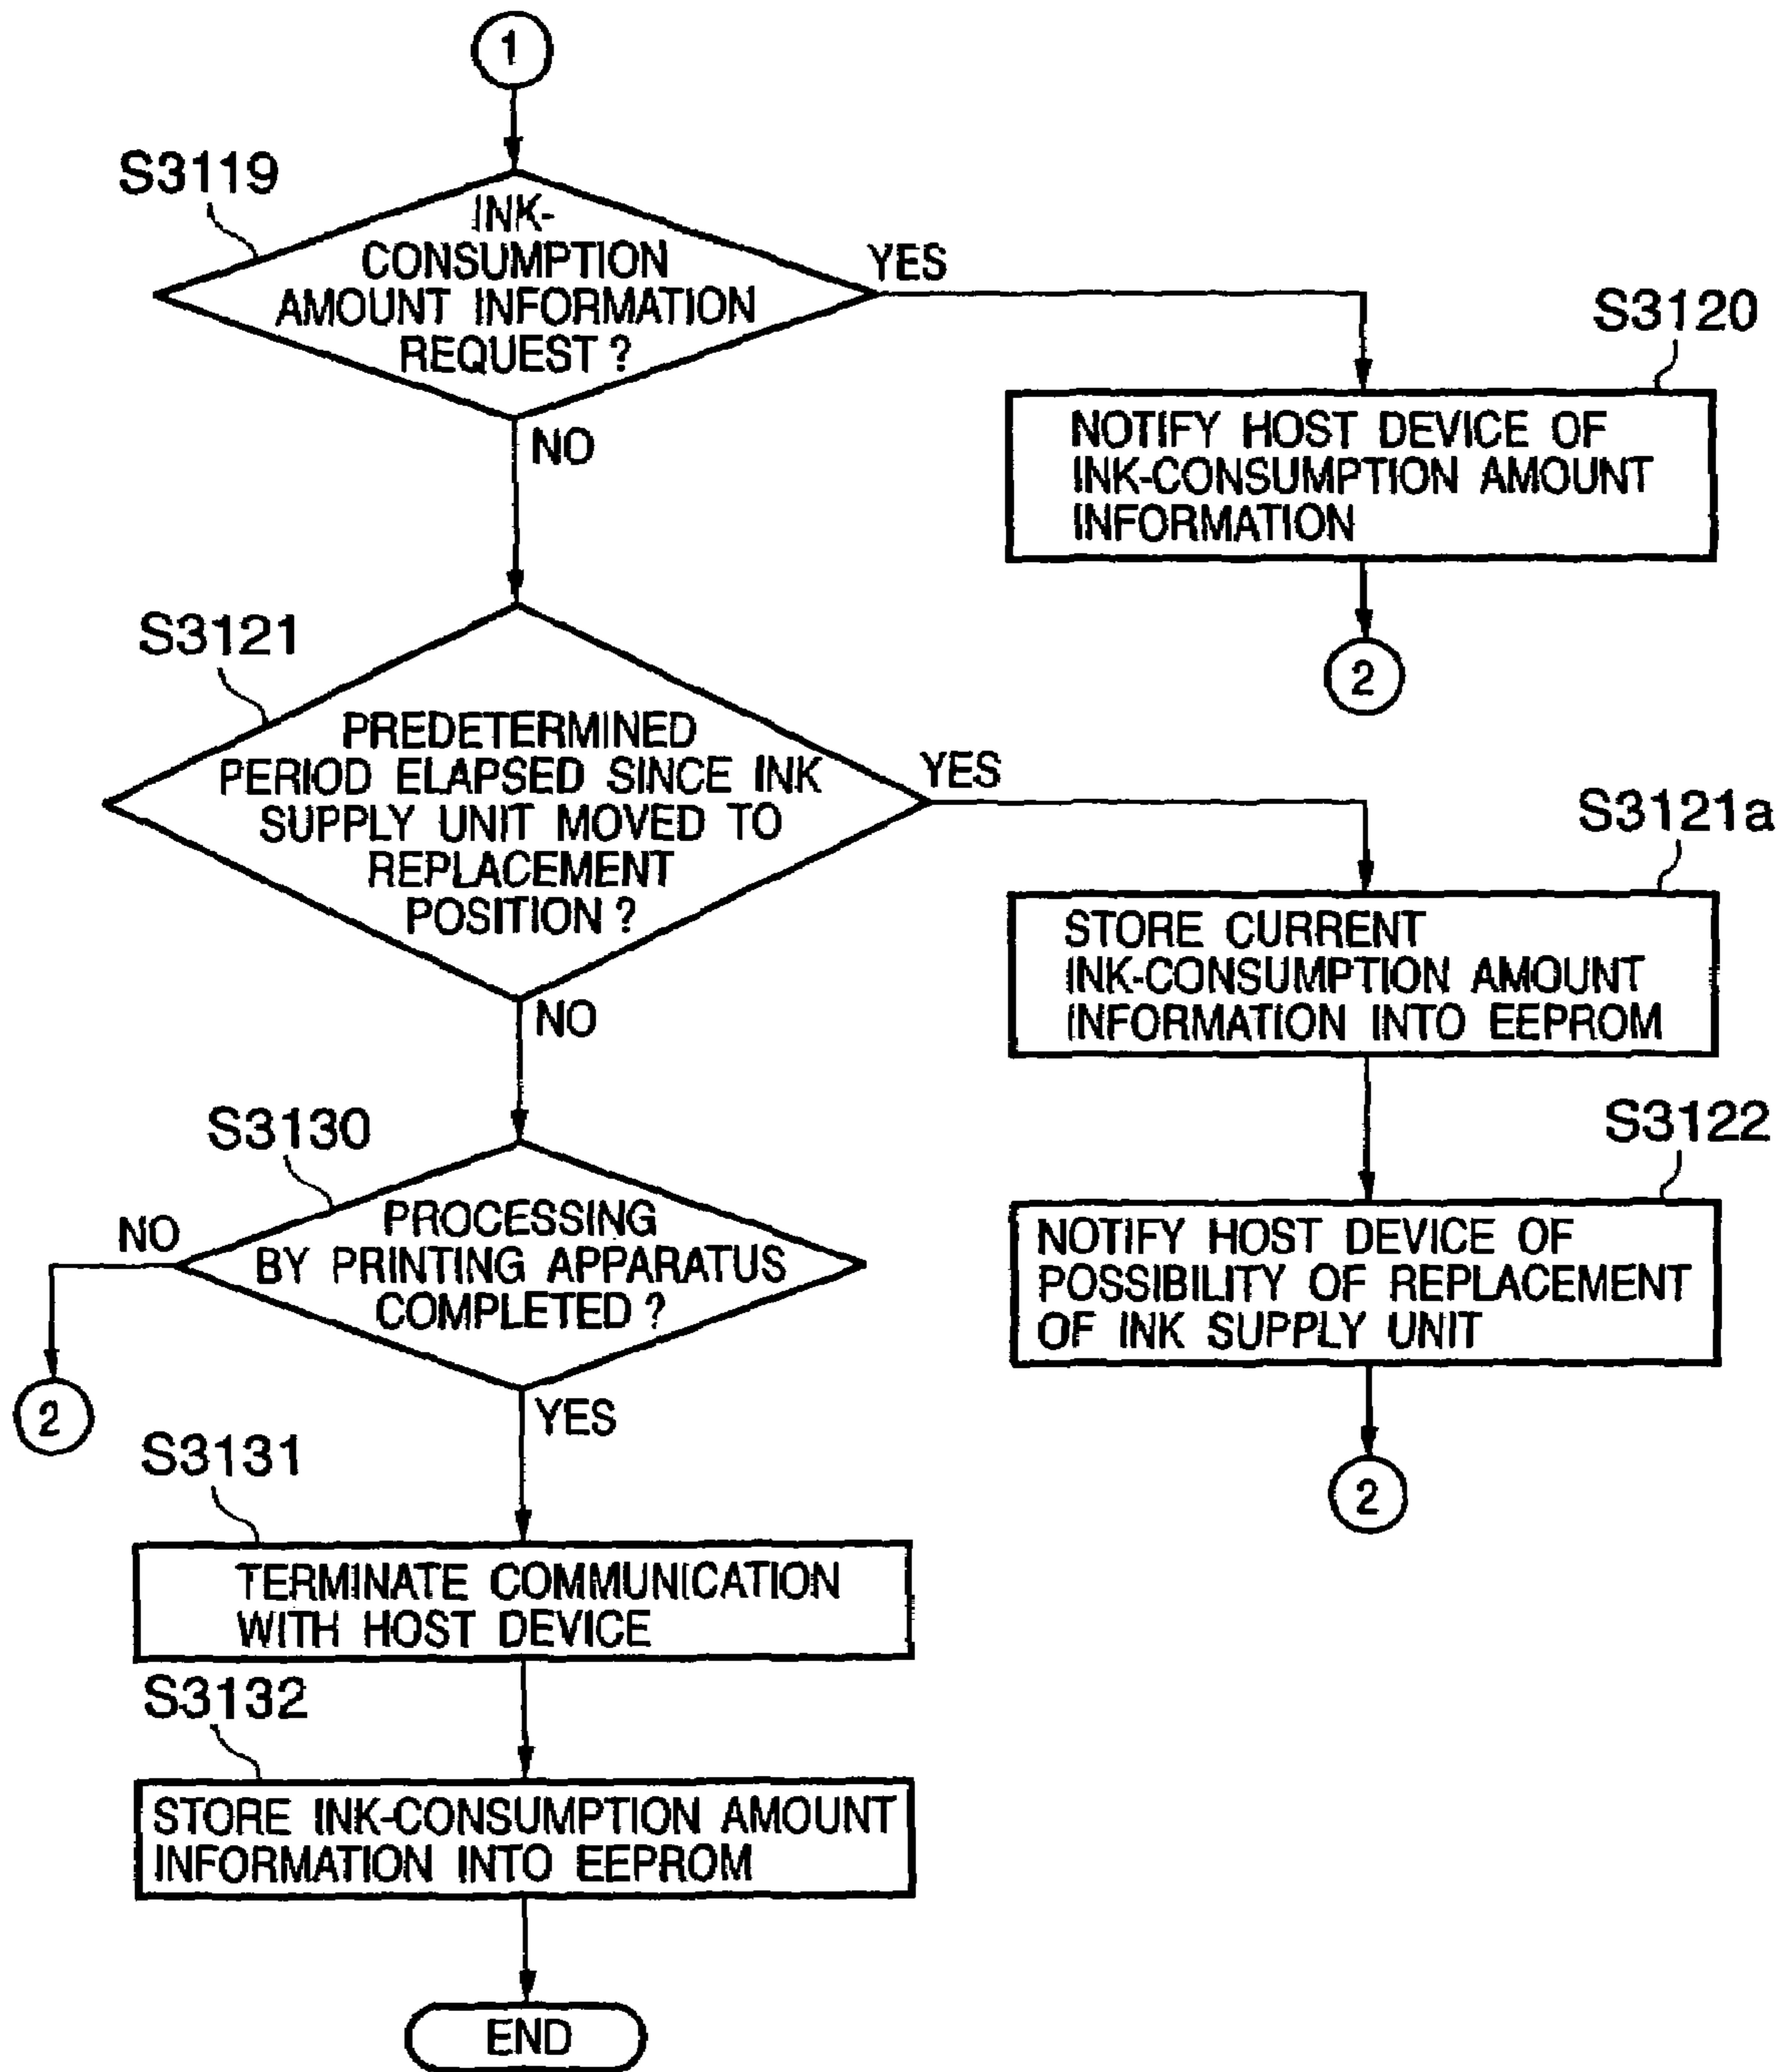 1
S3119
INK-
CONSUMPTION
AMOUNT INFORMATION
REQUEST ?
YES
NO
S3120
NOTIFY HOST DEVICE OF
INK-CONSUMPTION AMOUNT
INFORMATION
2
S3121
PREDETERMINED
PERIOD ELAPSED SINCE INK
SUPPLY UNIT MOVED TO
REPLACEMENT
POSITION ?
YES
NO
S3121a
STORE CURRENT
INK-CONSUMPTION AMOUNT
INFORMATION INTO EEPROM
S3122
NOTIFY HOST DEVICE OF
POSSIBILITY OF REPLACEMENT
OF INK SUPPLY UNIT
2
S3130
PROCESSING
BY PRINTING APPARATUS
COMPLETED ?
NO
2
YES
S3131
TERMINATE COMMUNICATION
WITH HOST DEVICE
S3132
STORE INK-CONSUMPTION AMOUNT
INFORMATION INTO EEPROM
END